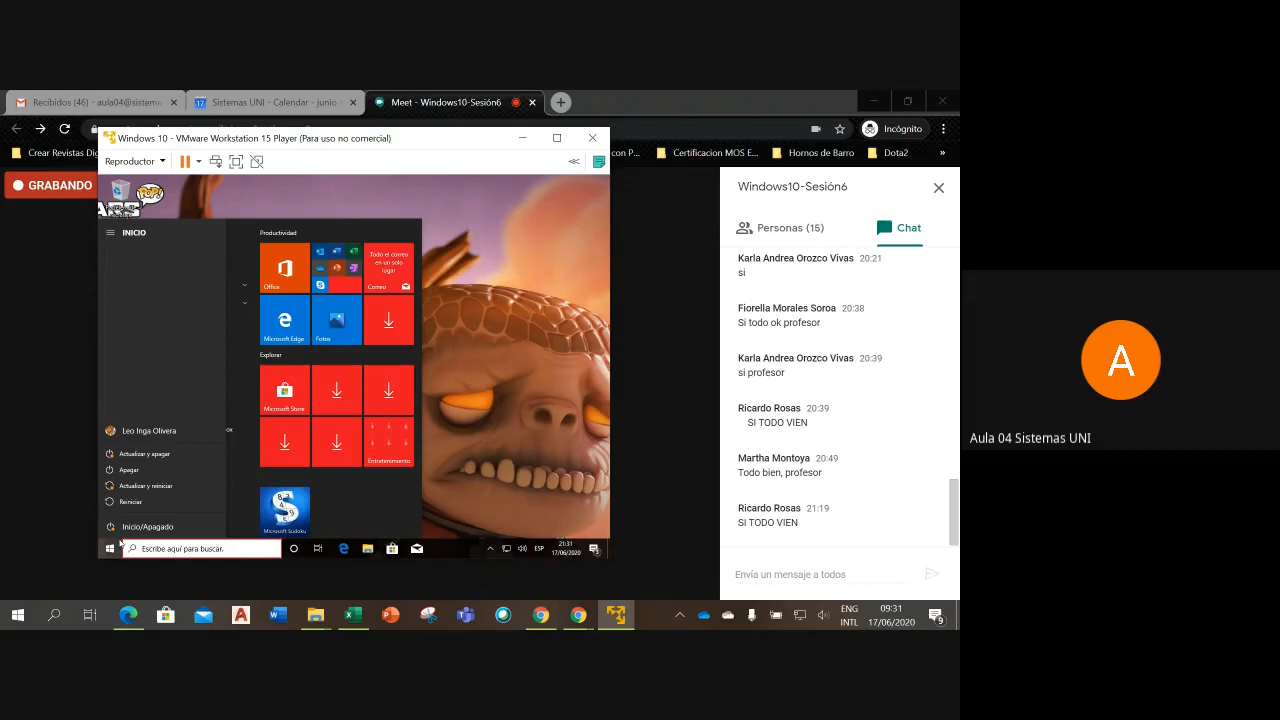 Recibidos (46) - aula04@sistema
Sistemas UNI - Calendar - junio
Meet - Windows10-Sesión6
Incógnito
Windows 10 - VMware Workstation 15 Player (Para uso no comercial)
Crear Revistas Dig
con P...
Certificacion MOS E...
Hornos de Barro
Dota2
»
Reproductor
GRABANDO
POP!
INICIO
Productividad
Office
Todo el correo
en un solo
lugar
Correo
Microsoft Edge
Fotos
Explorar
Microsoft Store
Entretenimiento
Microsoft Sudoku
Leo Inga Olivera
Actualizar y apagar
Apagar
Actualizar y reiniciar
Reiniciar
Inicio/Apagado
Escribe aquí para buscar.
ESP
21:31
17/06/2020
Windows10-Sesión6
Personas (15)
Chat
Karla Andrea Orozco Vivas 20:21
si
Fiorella Morales Soroa 20:38
Si todo ok profesor
Karla Andrea Orozco Vivas 20:39
si profesor
Ricardo Rosas 20:39
SI TODO VIEN
Martha Montoya 20:49
Todo bien, profesor
Ricardo Rosas 21:19
SI TODO VIEN
Envía un mensaje a todos
ENG
INTL
09:31
17/06/2020
9
A
Aula 04 Sistemas UNI